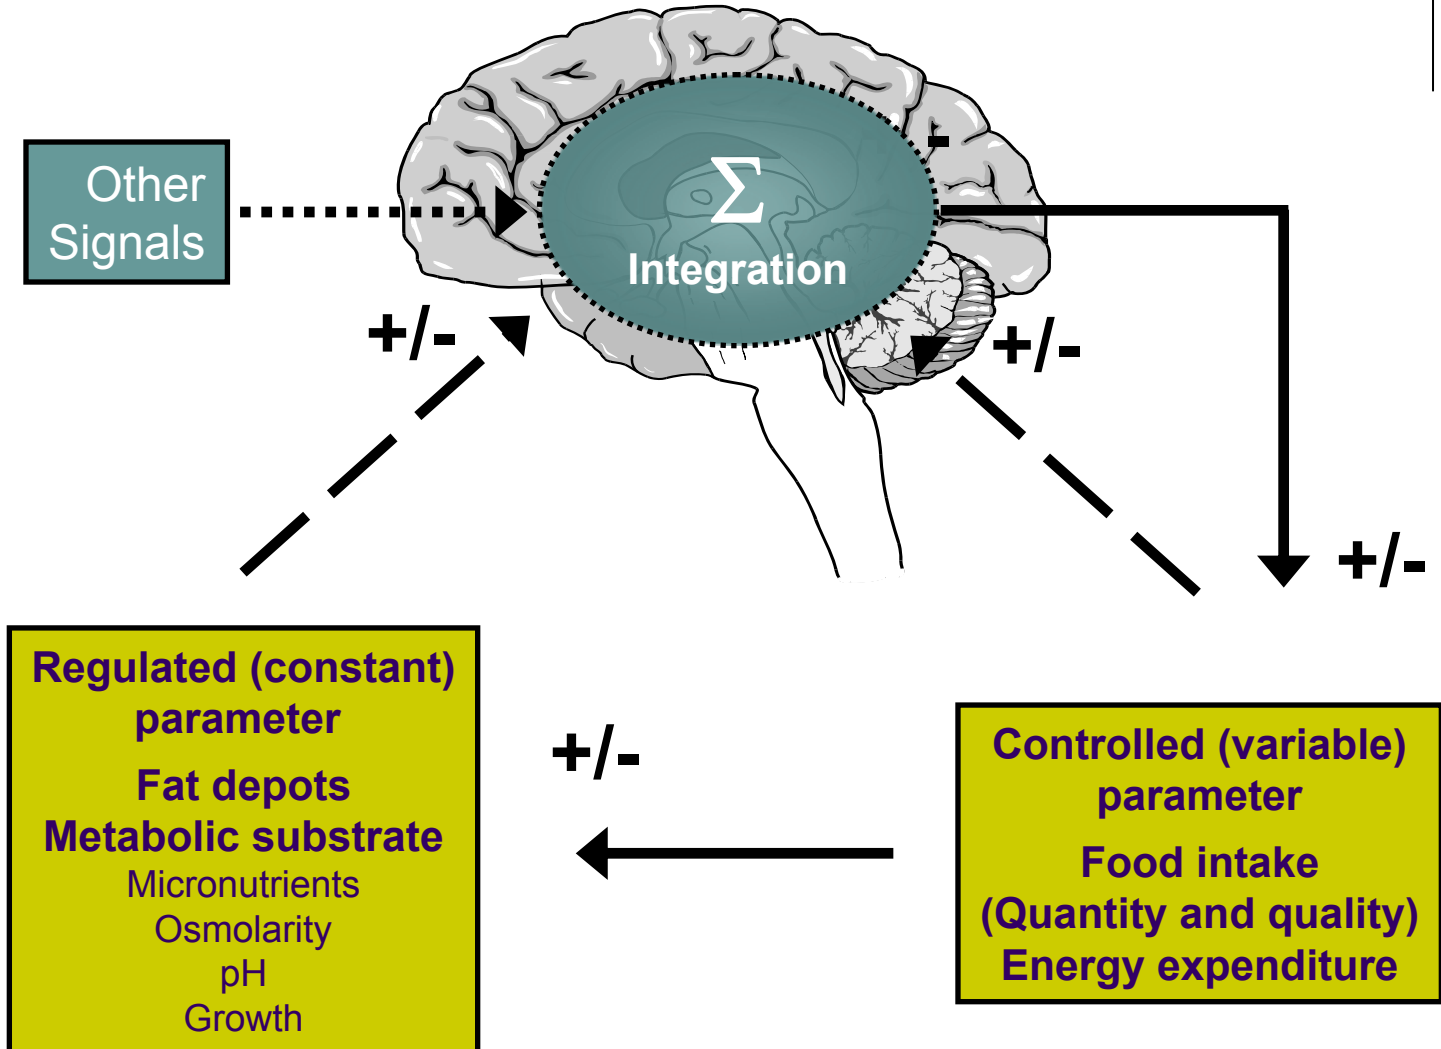 -
Other
Signals
Σ
Integration
+/-
+/-
+/-
Regulated (constant)
parameter
Fat depots
Metabolic substrate
Micronutrients
Osmolarity
pH
Growth
+/-
Controlled (variable)
parameter
Food intake
(Quantity and quality)
Energy expenditure